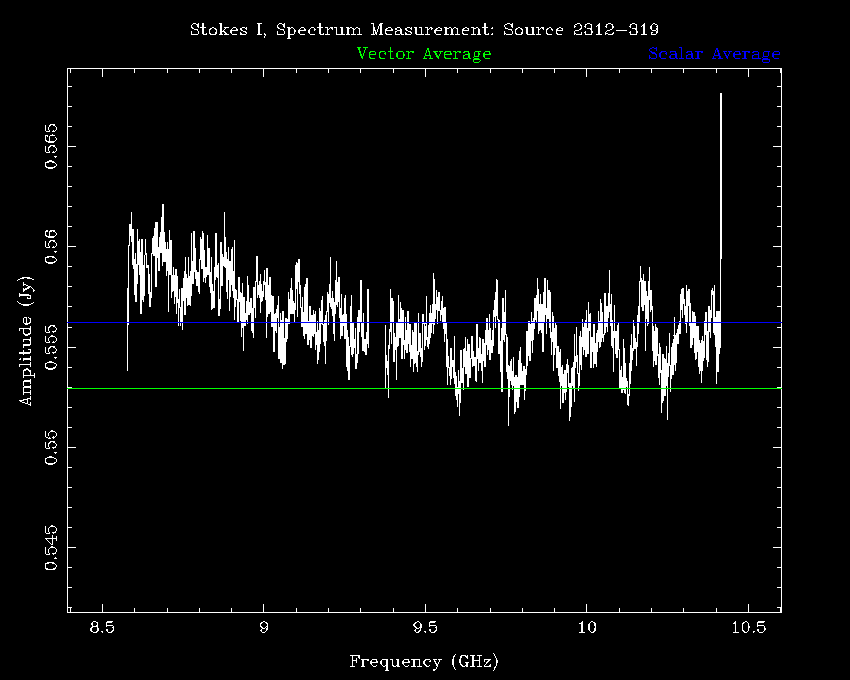 Stokes I, Spectrum Measurement: Source 2312−319
Vector Average Scalar Average
0.565
0.56
0.555
0.55
0.545
Amplitude (Jy)
8.5 9 9.5 10 10.5
Frequency (GHz)